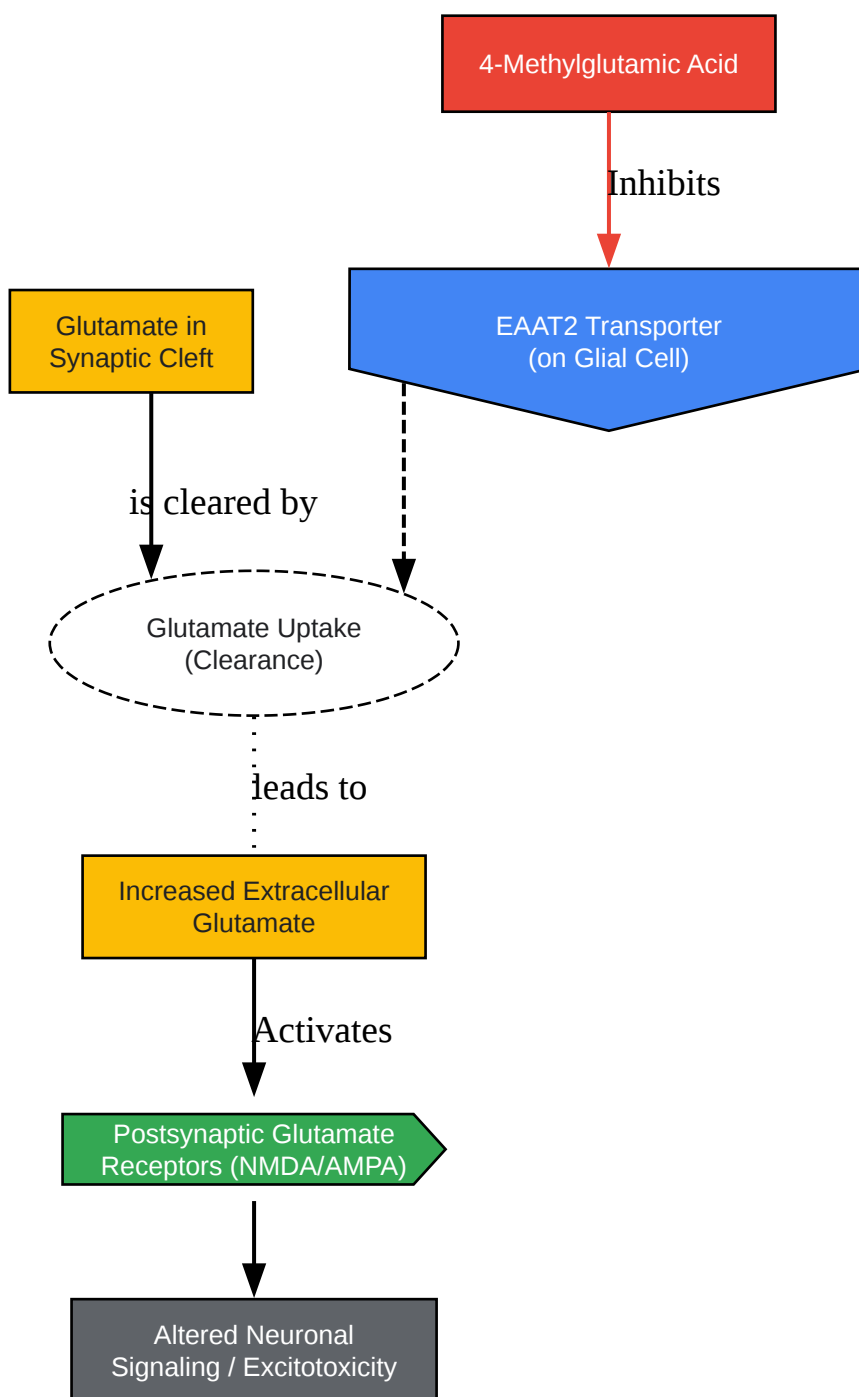 4-Methylglutamic Acid
Inhibits
Glutamate in
Synaptic Cleft
EAAT2 Transporter
(on Glial Cell)
is cleared by
Glutamate Uptake
(Clearance)
leads to
Increased Extracellular
Glutamate
Activates
Postsynaptic Glutamate
Receptors (NMDA/AMPA)
Altered Neuronal
Signaling / Excitotoxicity